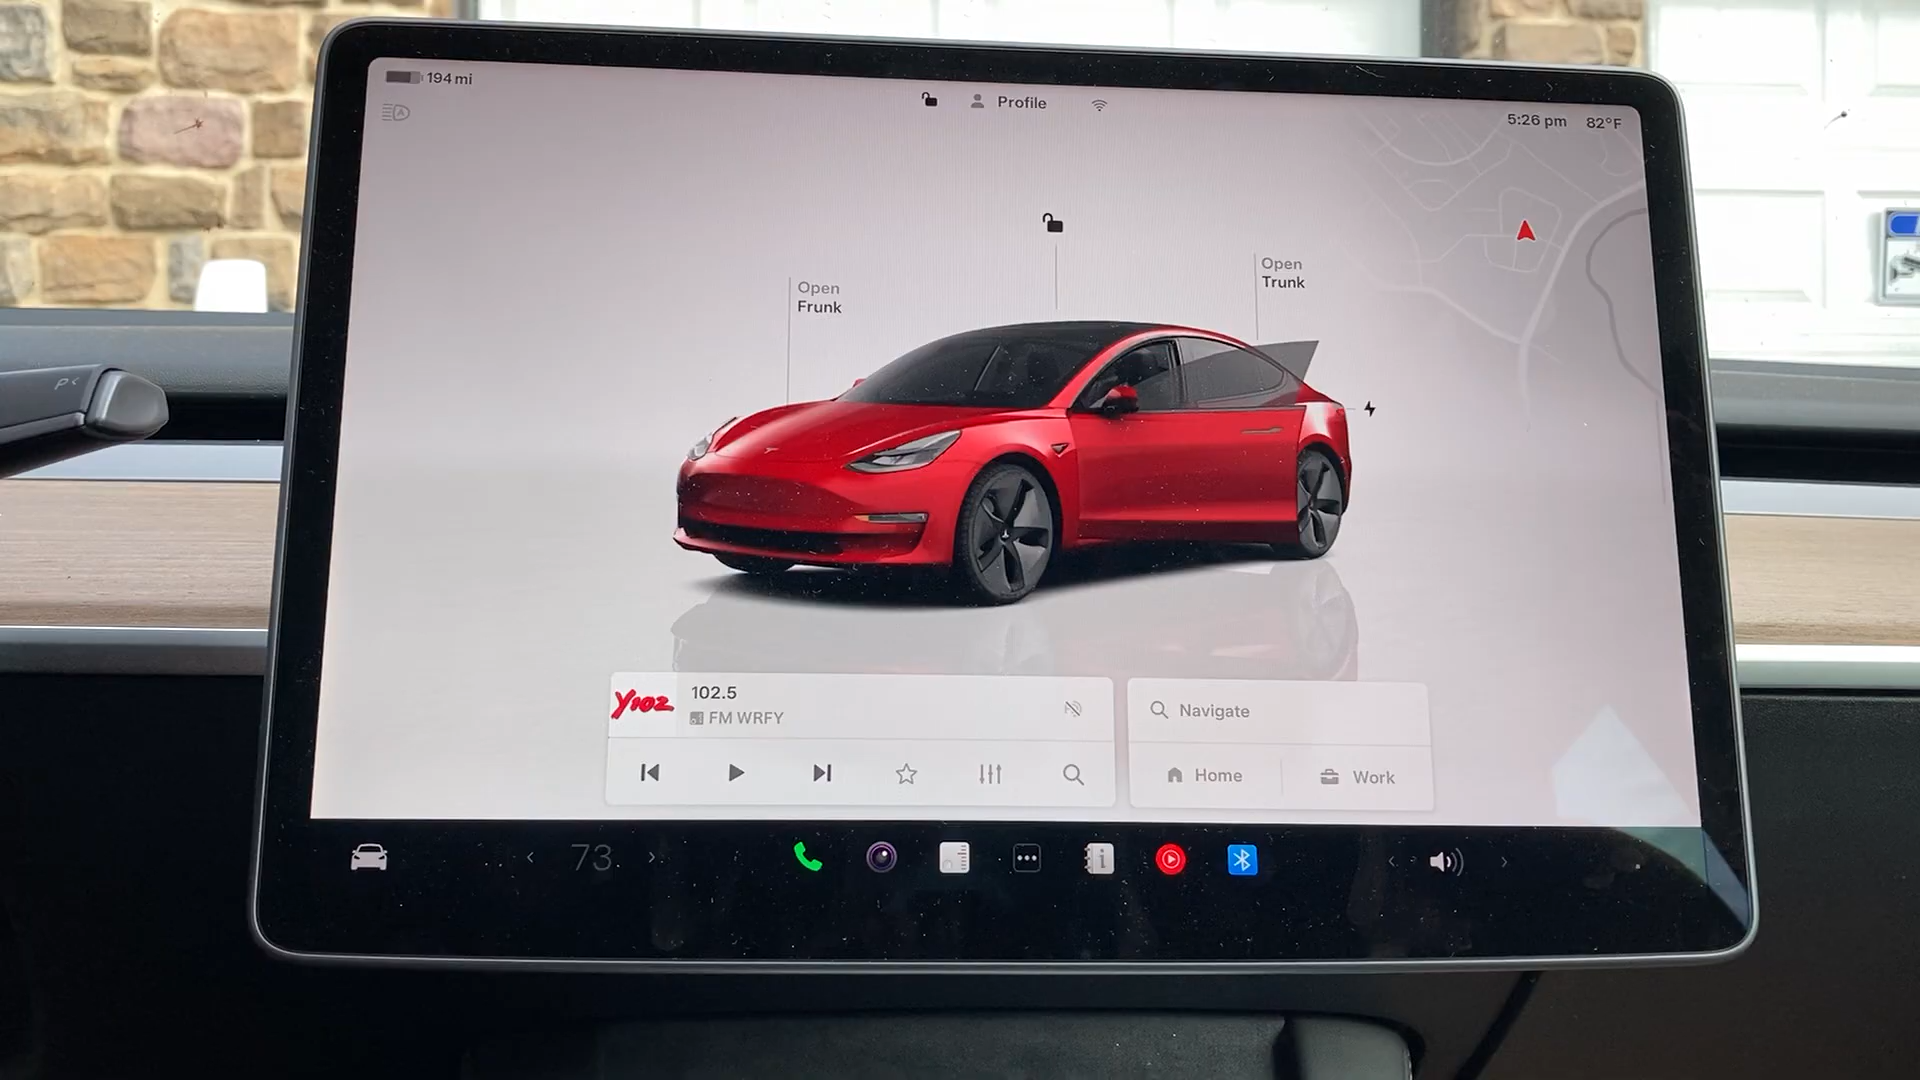 194 mi
Profile
5:26 pm 82°F
Open
Frunk
Open
Trunk
P<
Y102
102.5
FM WRFY
Navigate
Home
Work
73